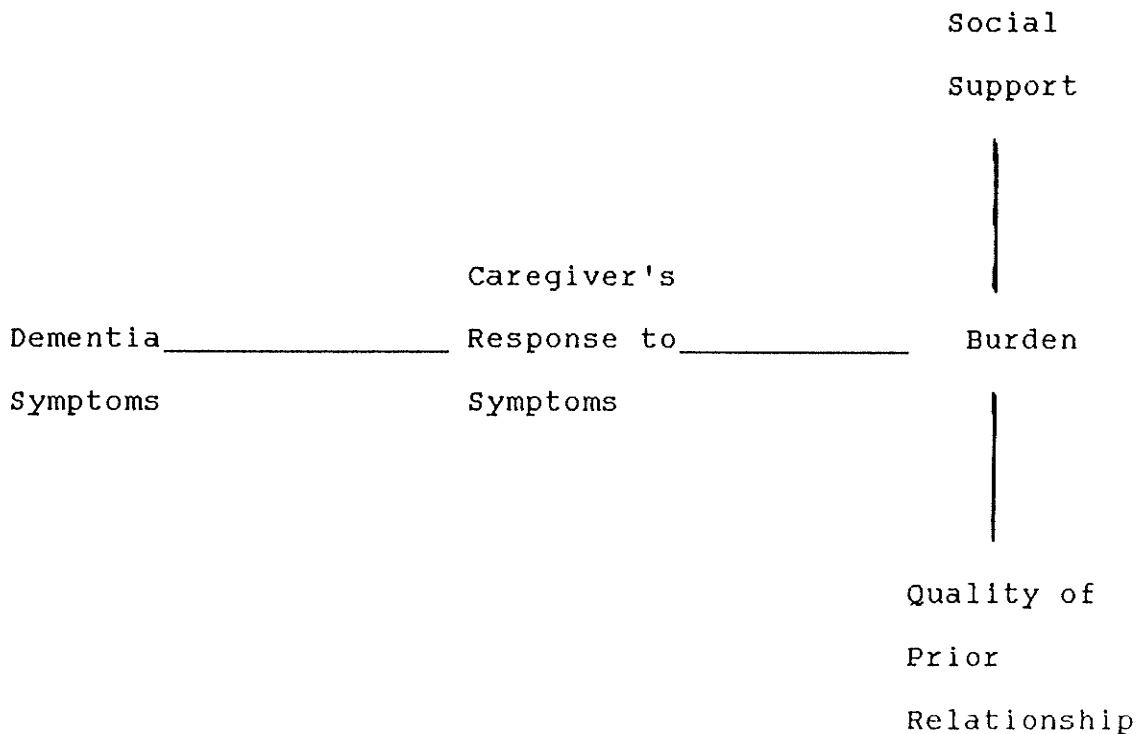 Social
Support
Caregiver's
Dementia Response to Burden
Symptoms Symptoms
Quality of
Prior
Relationship